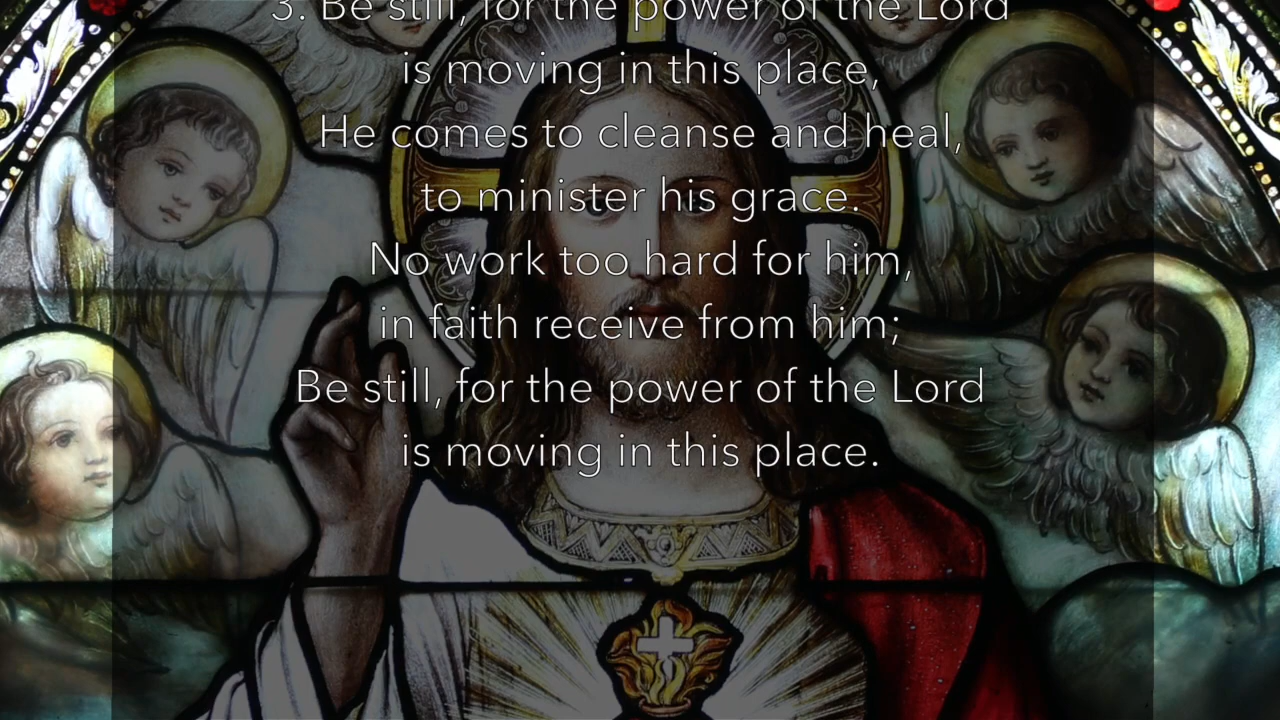 3. Be still, for the power of the Lord
is moving in this place,
He comes to cleanse and heal,
to minister his grace.
No work too hard for him,
in faith receive from him;
Be still, for the power of the Lord
is moving in this place.